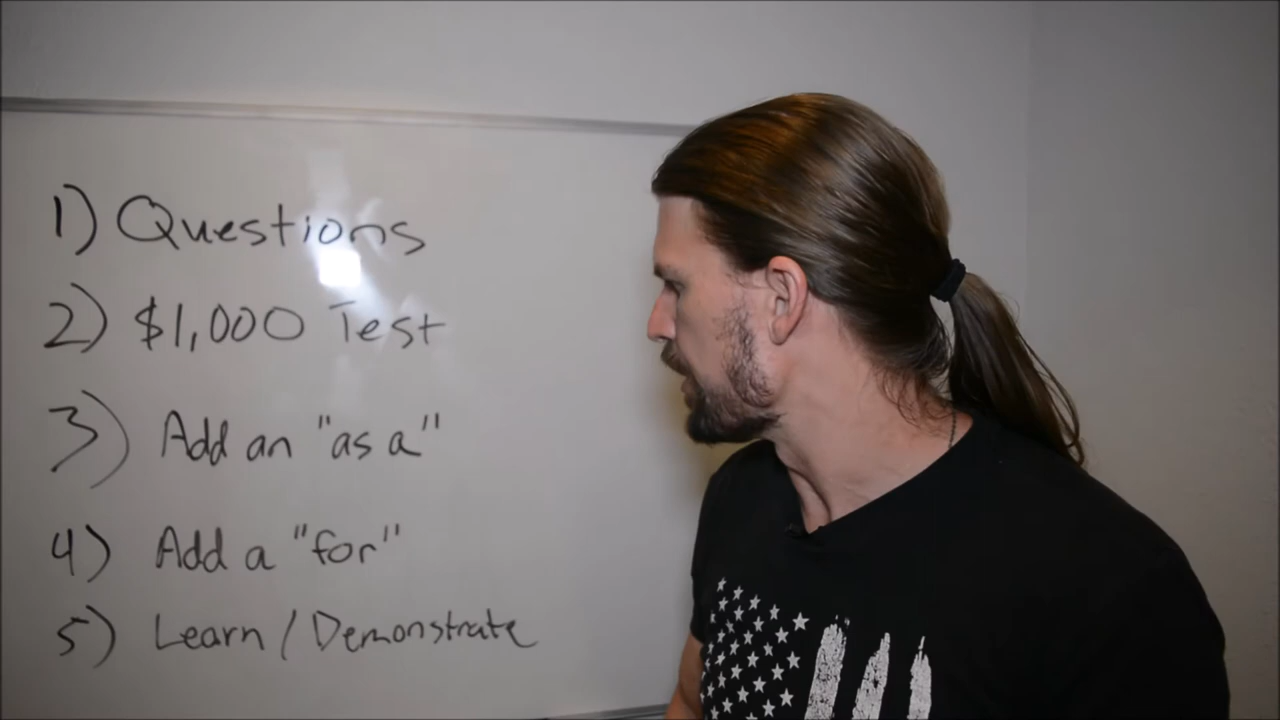 1) Questions
2) $1,000 Test
3) Add an "as a"
4) Add a "for"
5) Learn / Demonstrate